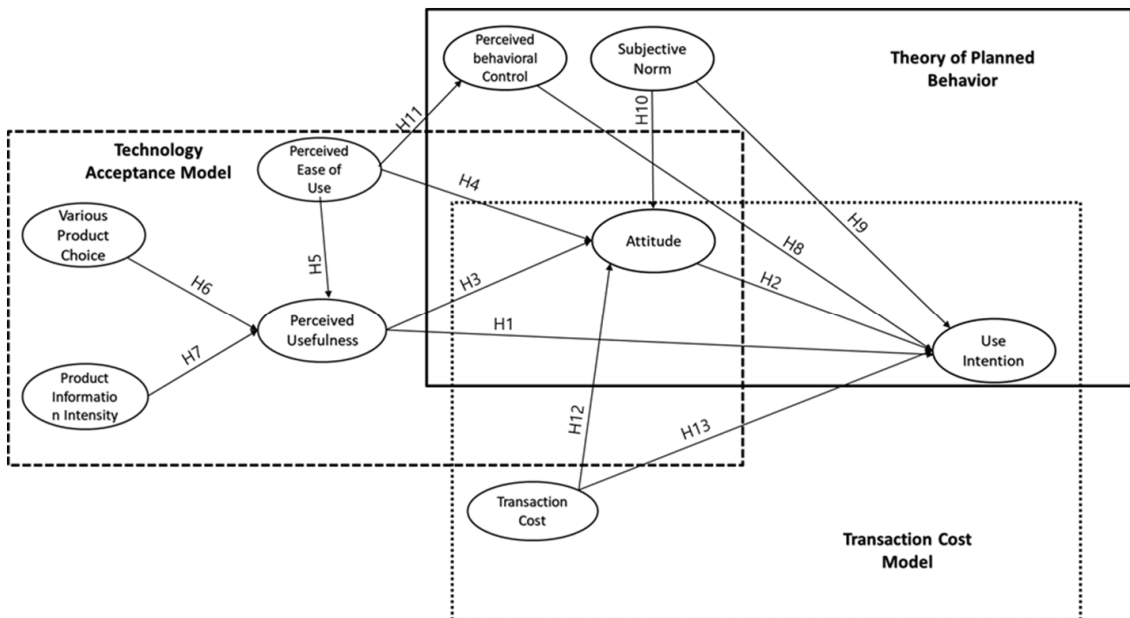 Perceived
behavioral
Control
Subjective
Norm
Theory of Planned
Behavior
H11
H10
Technology
Acceptance Model
Perceived
Ease of
Use
H4
Various
Product
Choice
Attitude
H9
H8
H5
H6
H3
H2
Perceived
Usefulness
H1
Use
Intention
H7
Product
Informatio
n Intensity
H12
H13
Transaction
Cost
Transaction Cost
Model